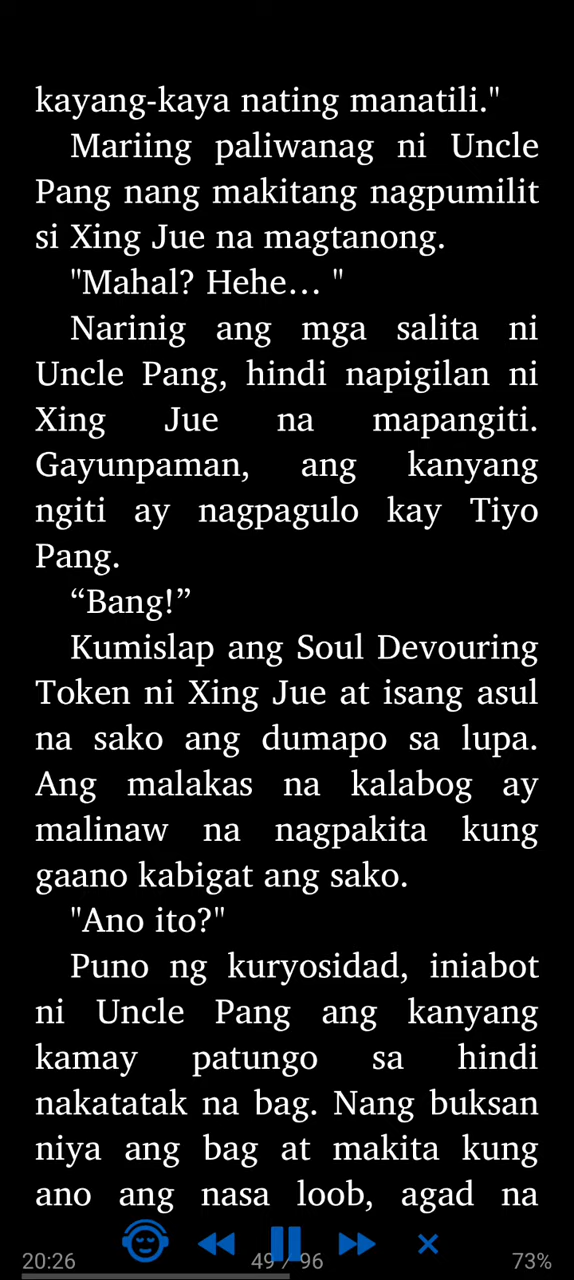 kayang-kaya nating manatili."
Mariing paliwanag ni Uncle
Pang nang makitang nagpumilit
si Xing Jue na magtanong.
"Mahal? Hehe… "
Narinig ang mga salita ni
Uncle Pang, hindi napigilan ni
Xing Jue na mapangiti.
Gayunpaman, ang kanyang
ngiti ay nagpagulo kay Tiyo
Pang.
“Bang!”
Kumislap ang Soul Devouring
Token ni Xing Jue at isang asul
na sako ang dumapo sa lupa.
Ang malakas na kalabog ay
malinaw na nagpakita kung
gaano kabigat ang sako.
"Ano ito?"
Puno ng kuryosidad, iniabot
ni Uncle Pang ang kanyang
kamay patungo sa hindi
nakatatak na bag. Nang buksan
niya ang bag at makita kung
ano ang nasa loob, agad na
20:26 49 / 96 73%